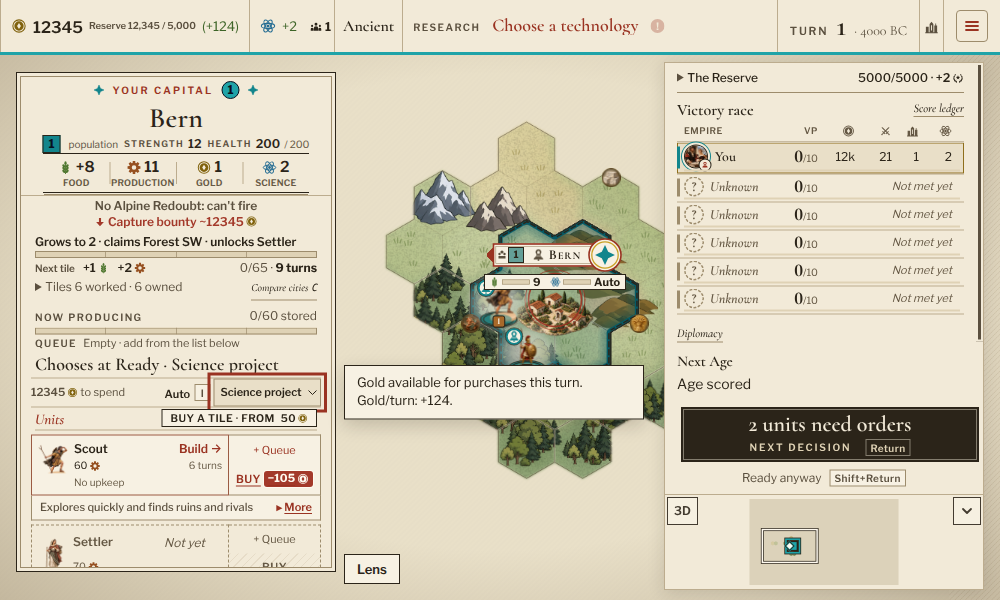 12345 Reserve 12,345 / 5,000 (+124) +2 1 Ancient RESEARCH Choose a technology ! TURN 1 · 4000 BC
YOUR CAPITAL 1
Bern
1 population STRENGTH 12 HEALTH 200 / 200
+8 11 1 2
FOOD PRODUCTION GOLD SCIENCE
No Alpine Redoubt: can't fire
Capture bounty ~12345
Grows to 2 · claims Forest SW · unlocks Settler
Next tile +1 +2 0/65 · 9 turns
Tiles 6 worked · 6 owned Compare cities C
NOW PRODUCING 0/60 stored
QUEUE Empty · add from the list below
Chooses at Ready · Science project
12345 to spend Auto I Science project
Units BUY A TILE · FROM 50
Scout Build → + Queue
60 6 turns
No upkeep BUY −105
Explores quickly and finds ruins and rivals More
Settler Not yet + Queue
70 BUY
1 BERN
9 Auto
I
Gold available for purchases this turn.
Gold/turn: +124.
Lens
The Reserve 5000/5000 · +2
Victory race Score ledger
EMPIRE VP
You 0/10 12k 21 1 2
? Unknown 0/10 Not met yet
? Unknown 0/10 Not met yet
? Unknown 0/10 Not met yet
? Unknown 0/10 Not met yet
? Unknown 0/10 Not met yet
Diplomacy
Next Age
Age scored
2 units need orders
NEXT DECISION Return
Ready anyway Shift+Return
3D